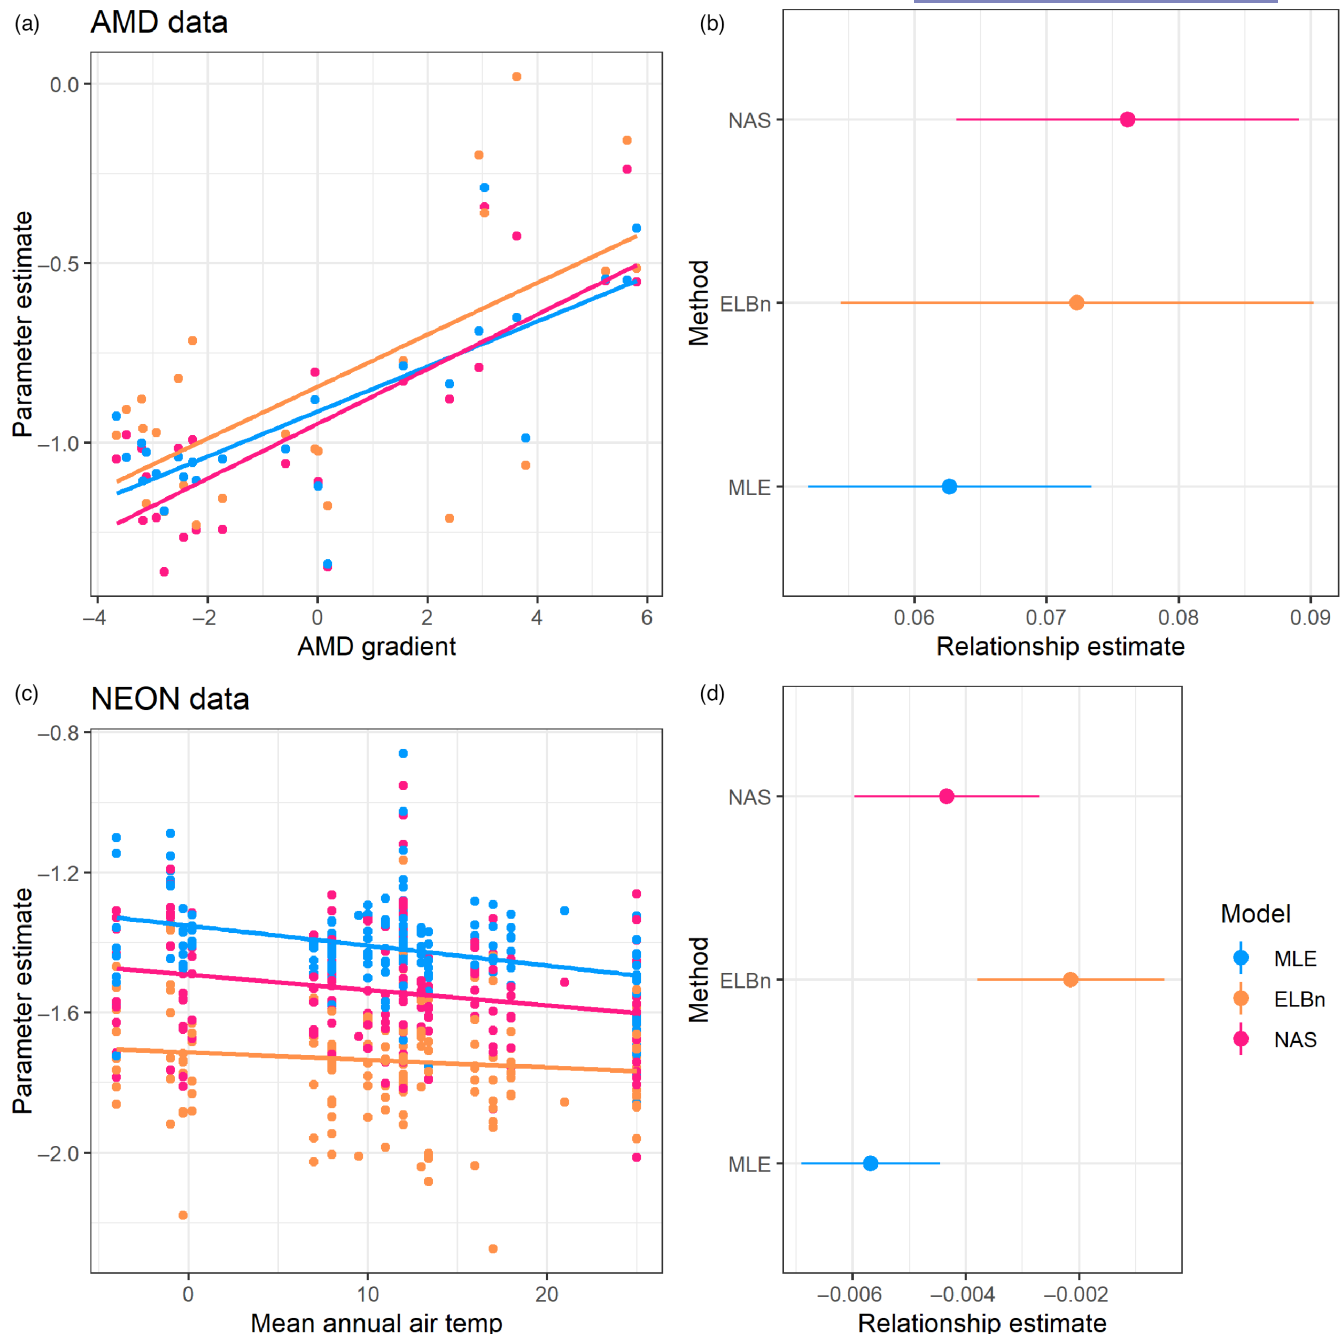 (a) AMD data
(b)
0.0
−0.5
−1.0
Parameter estimate
−4 −2 0 2 4 6
AMD gradient
NAS
ELBn
MLE
Method
0.06 0.07 0.08 0.09
Relationship estimate
(c) NEON data
(d)
−0.8
−1.2
−1.6
−2.0
Parameter estimate
0 10 20
Mean annual air temp
NAS
ELBn
MLE
Method
−0.006 −0.004 −0.002
Relationship estimate
Model
MLE
ELBn
NAS